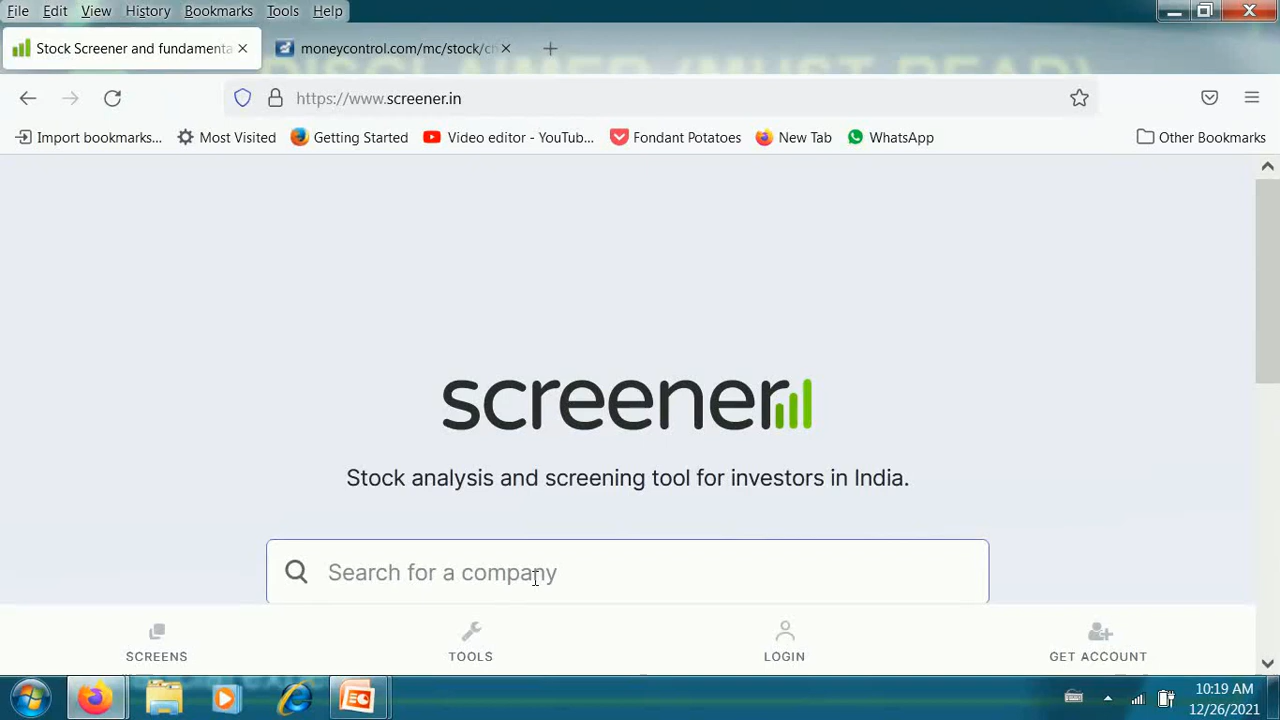 File Edit View History Bookmarks Tools Help
Stock Screener and fundamenta
moneycontrol.com/mc/stock/ch
https://www.screener.in
Import bookmarks... Most Visited Getting Started Video editor - YouTub... Fondant Potatoes New Tab WhatsApp Other Bookmarks
screener
Stock analysis and screening tool for investors in India.
Search for a company
SCREENS TOOLS LOGIN GET ACCOUNT
10:19 AM
12/26/2021